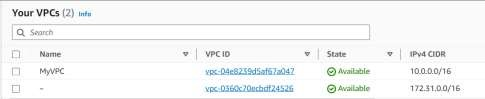 Your VPCs (2) Info
Search
Name VPC ID State IPv4 CIDR
MyVPC vpc-04e8239d5af67a047 Available 10.0.0.0/16
– vpc-0360c70ecbdf24526 Available 172.31.0.0/16